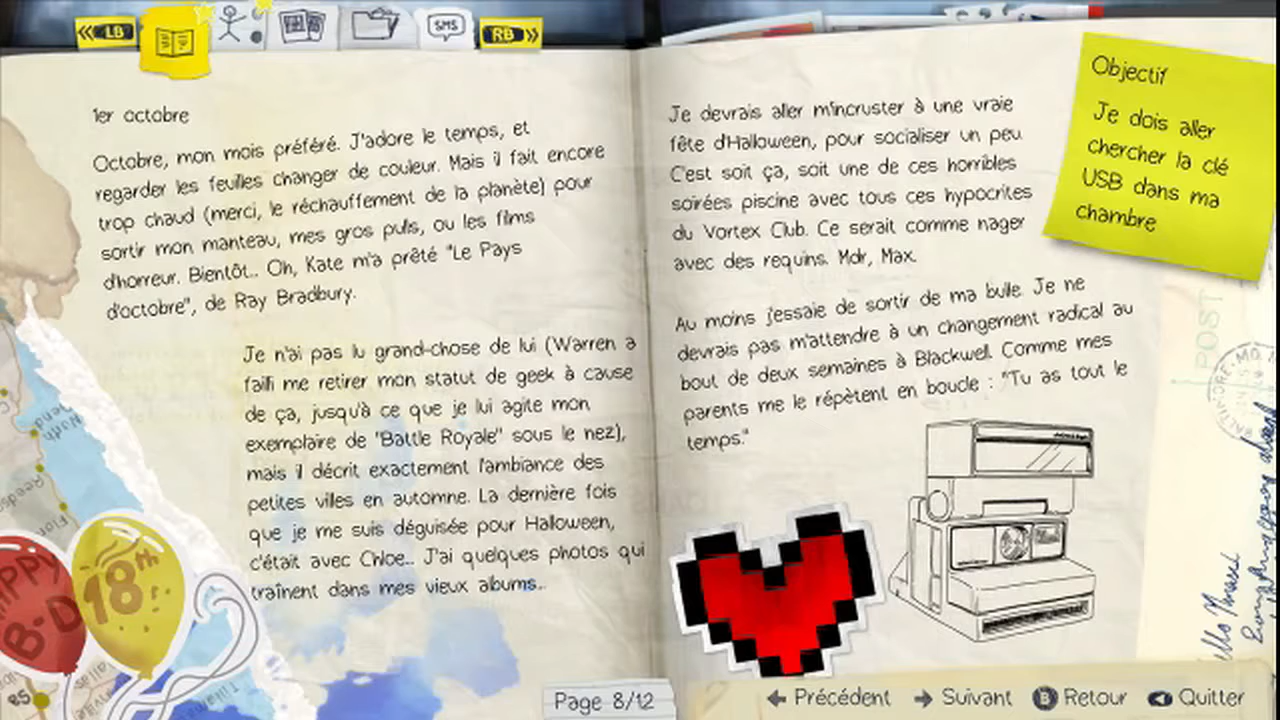 LB
SMS
RB
1er octobre
Octobre, mon mois préféré. J'adore le temps, et
regarder les feuilles changer de couleur. Mais il fait encore
trop chaud (merci, le réchauffement de la planète) pour
sortir mon manteau, mes gros pulls, ou les films
d'horreur. Bientôt... Oh, Kate m'a prêté "Le Pays
d'octobre", de Ray Bradbury.
Je n'ai pas lu grand-chose de lui (Warren a
failli me retirer mon statut de geek à cause
de ça, jusqu'à ce que je lui agite mon
exemplaire de "Battle Royale" sous le nez),
mais il décrit exactement l'ambiance des
petites villes en automne. La dernière fois
que je me suis déguisée pour Halloween,
c'était avec Chloe... J'ai quelques photos qui
traînent dans mes vieux albums...
Je devrais aller m'incruster à une vraie
fête d'Halloween, pour socialiser un peu.
C'est soit ça, soit une de ces horribles
soirées piscine avec tous ces hypocrites
du Vortex Club. Ce serait comme nager
avec des requins. Mdr, Max.
Au moins j'essaie de sortir de ma bulle. Je ne
devrais pas m'attendre à un changement radical au
bout de deux semaines à Blackwell. Comme mes
parents me le répètent en boucle : "Tu as tout le
temps."
Objectif
Je dois aller
chercher la clé
USB dans ma
chambre
POST
18th
B-D
Page 8/12
Précédent
Suivant
B Retour
Quitter